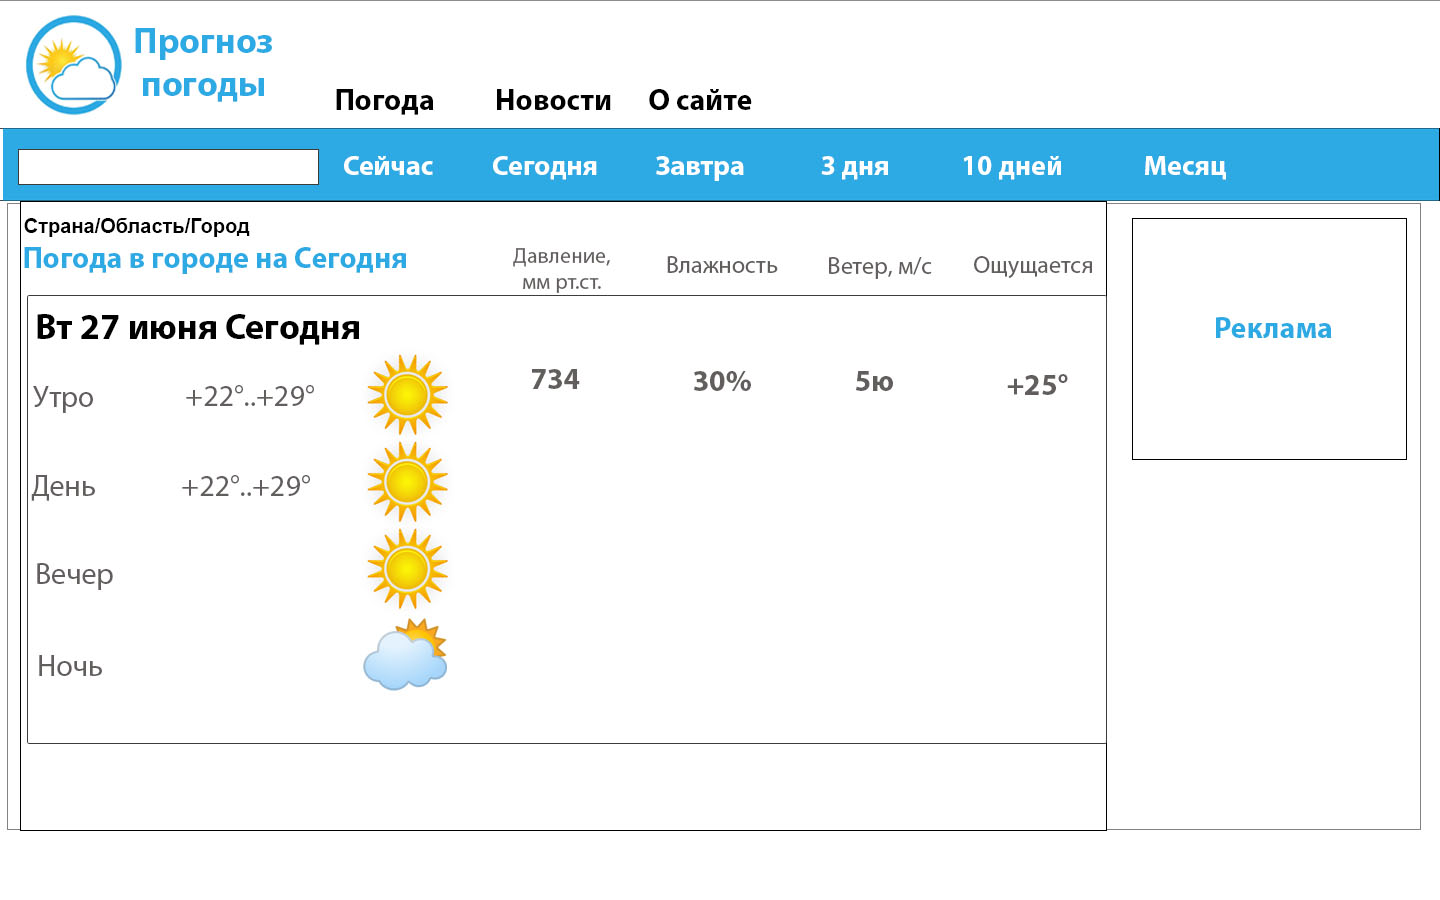 Прогноз
погоды
Погода Новости О сайте
Сейчас Сегодня Завтра 3 дня 10 дней Месяц
Страна/Область/Город
Погода в городе на Сегодня
Давление,
мм рт.ст.
Влажность
Ветер, м/с
Ощущается
Вт 27 июня Сегодня
Утро +22°..+29° 734 30% 5ю +25°
День +22°..+29°
Вечер
Ночь
Реклама